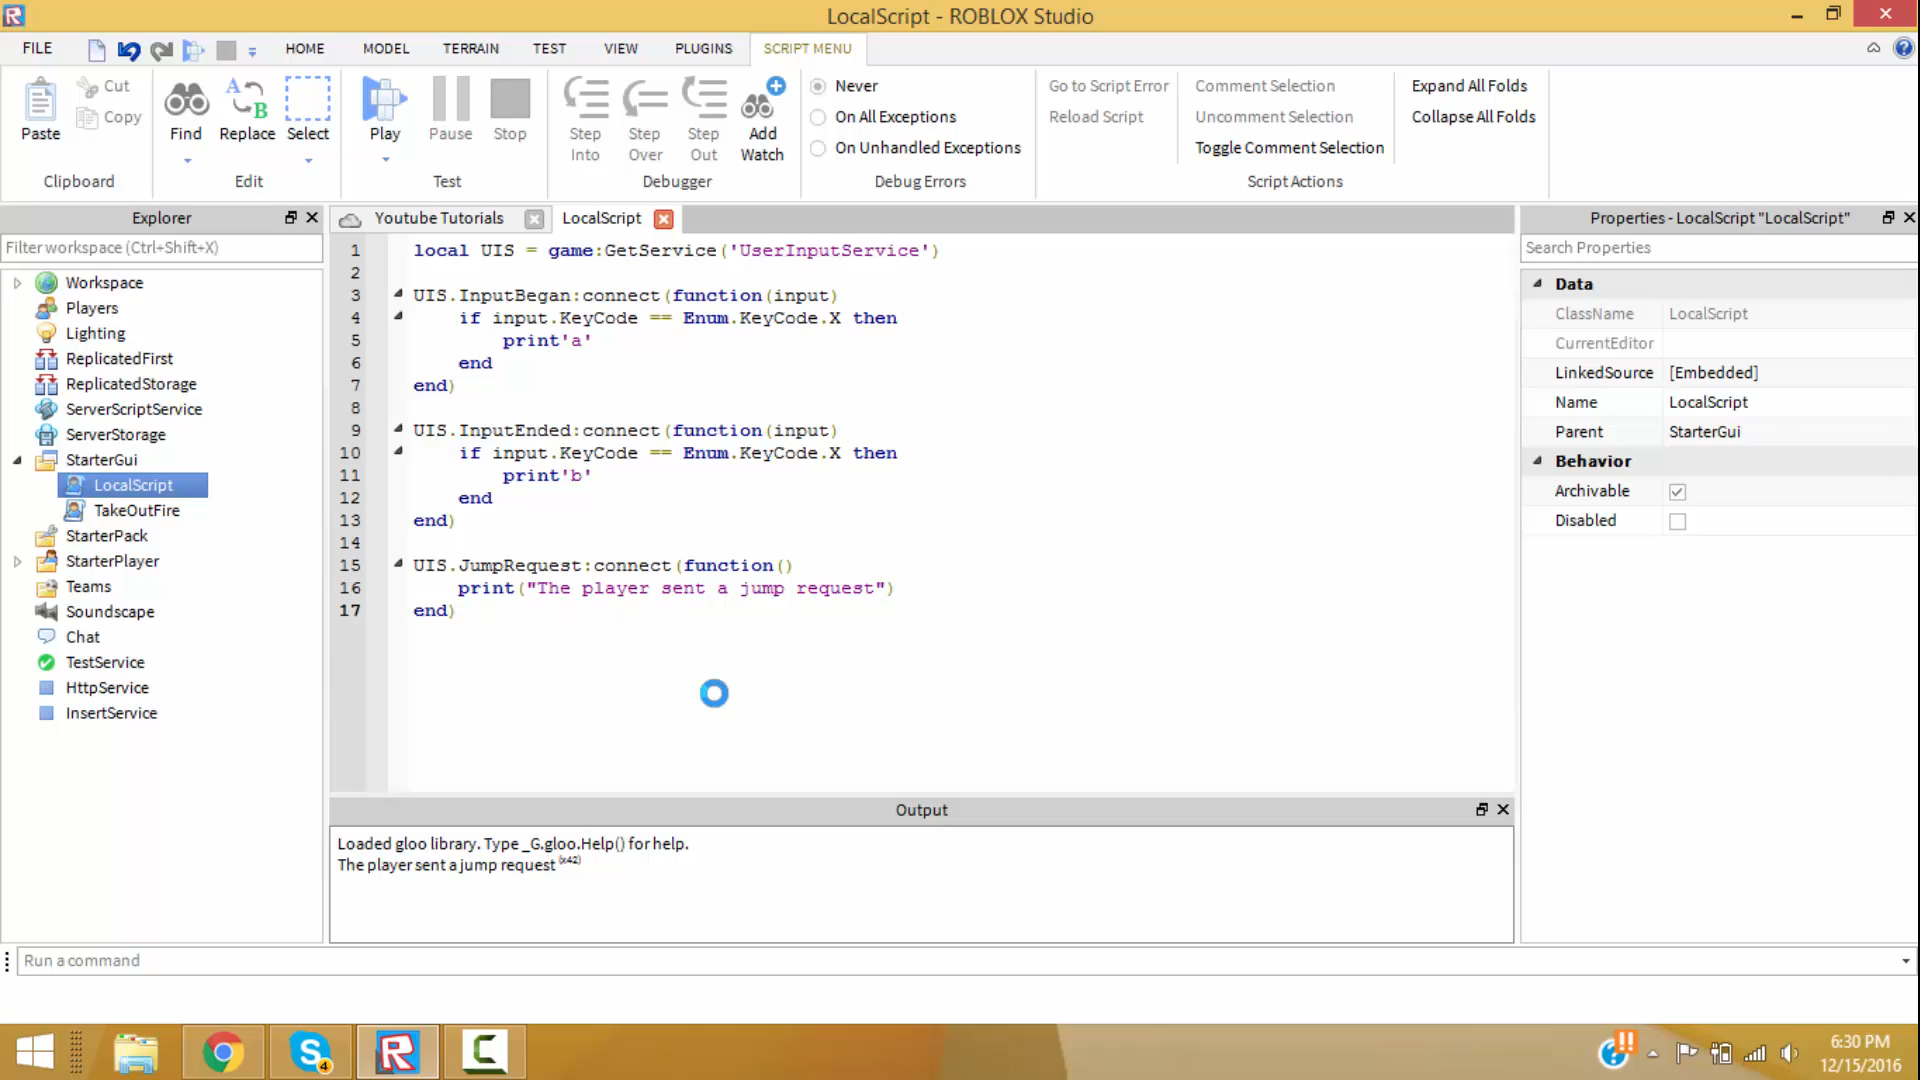 LocalScript - ROBLOX Studio
FILE HOME MODEL TERRAIN TEST VIEW PLUGINS SCRIPT MENU
Paste
Cut
Copy
Clipboard
Find
Replace
Select
Edit
Play
Pause
Stop
Test
Step Into
Step Over
Step Out
Add Watch
Debugger
Never
On All Exceptions
On Unhandled Exceptions
Debug Errors
Go to Script Error
Reload Script
Comment Selection
Uncomment Selection
Toggle Comment Selection
Script Actions
Expand All Folds
Collapse All Folds
Explorer
Filter workspace (Ctrl+Shift+X)
Workspace
Players
Lighting
ReplicatedFirst
ReplicatedStorage
ServerScriptService
ServerStorage
StarterGui
LocalScript
TakeOutFire
StarterPack
StarterPlayer
Teams
Soundscape
Chat
TestService
HttpService
InsertService
Youtube Tutorials
LocalScript
1 local UIS = game:GetService('UserInputService')
2
3 UIS.InputBegan:connect(function(input)
4 if input.KeyCode == Enum.KeyCode.X then
5 print'a'
6 end
7 end)
8
9 UIS.InputEnded:connect(function(input)
10 if input.KeyCode == Enum.KeyCode.X then
11 print'b'
12 end
13 end)
14
15 UIS.JumpRequest:connect(function()
16 print("The player sent a jump request")
17 end)
Output
Loaded gloo library. Type _G.gloo.Help() for help.
The player sent a jump request (x42)
Properties - LocalScript "LocalScript"
Search Properties
Data
ClassName LocalScript
CurrentEditor
LinkedSource [Embedded]
Name LocalScript
Parent StarterGui
Behavior
Archivable
Disabled
Run a command
4
6:30 PM
12/15/2016